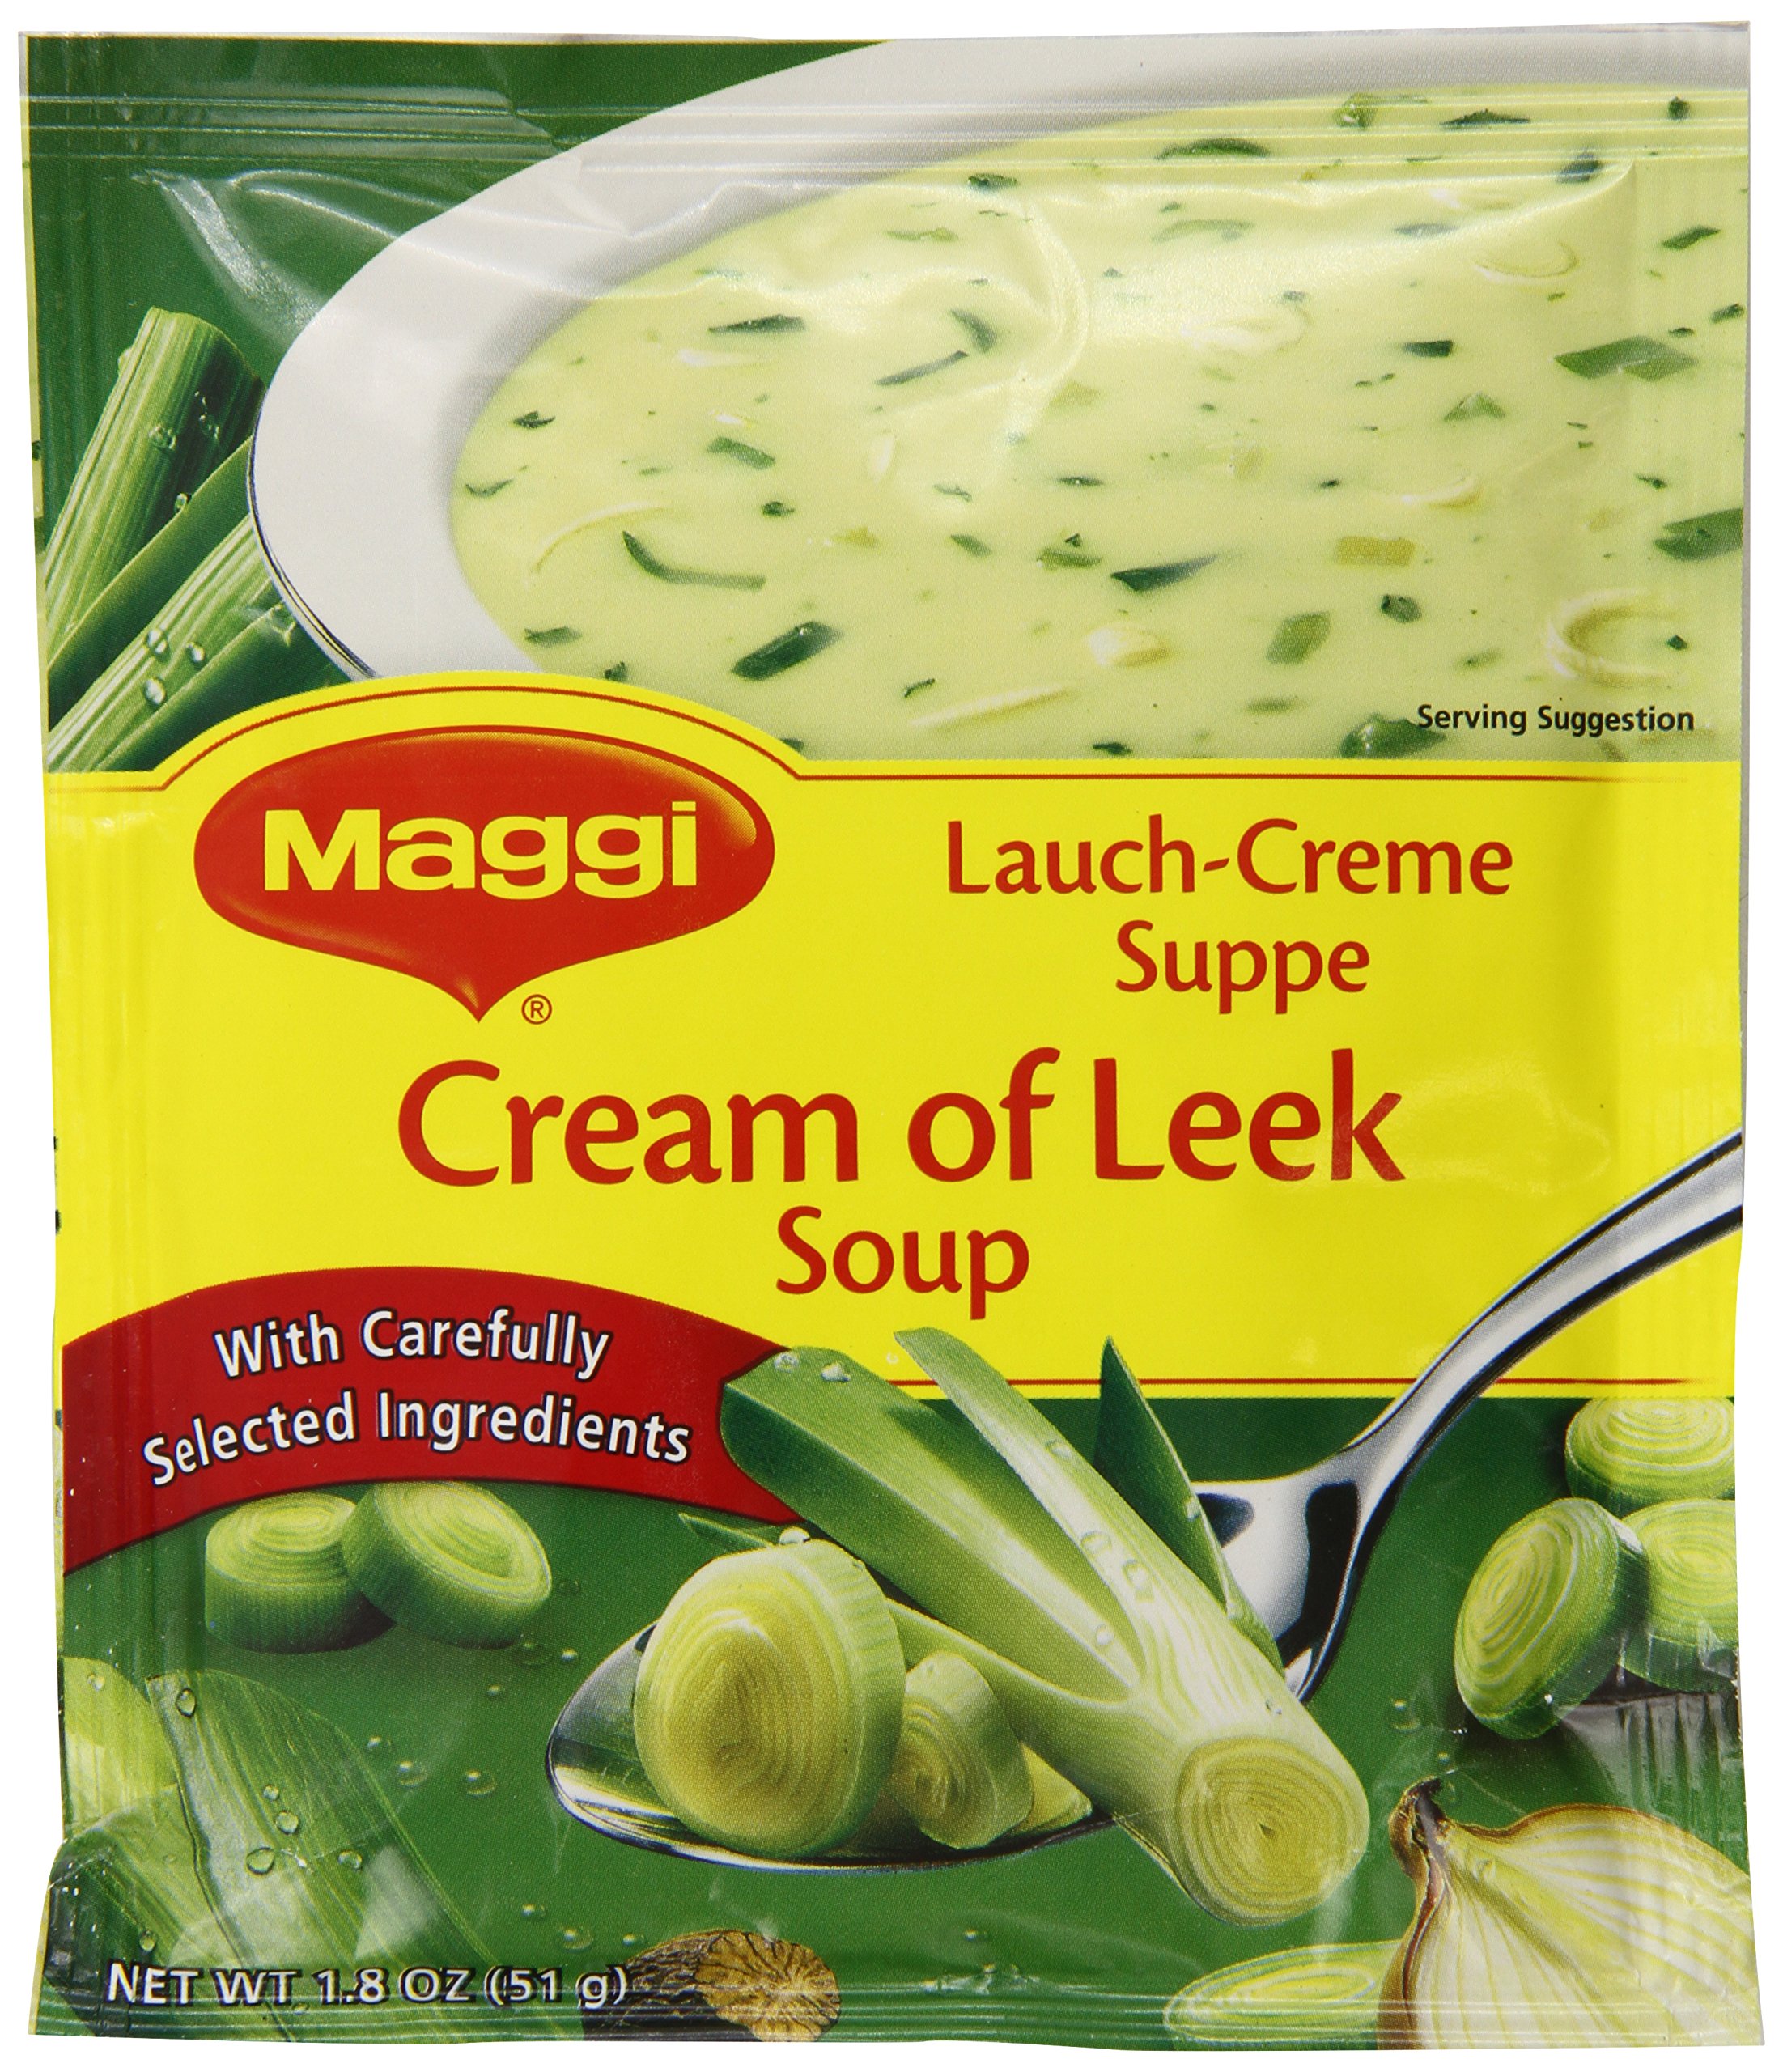 Serving Suggestion
Maggi
®
Lauch-Creme
Suppe
Cream of Leek
Soup
With Carefully
Selected Ingredients
NET WT 1.8 OZ (51 g)